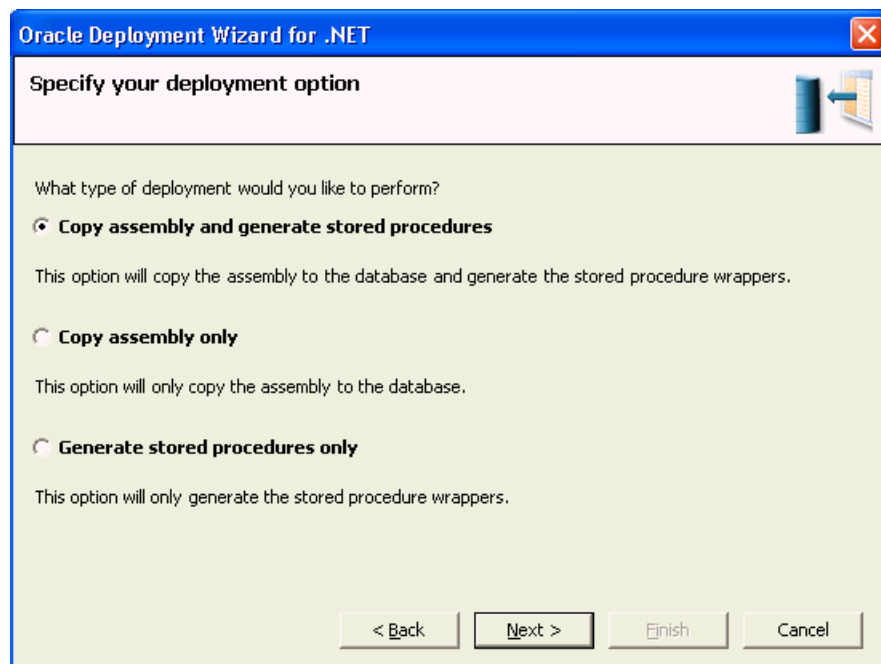 Oracle Deployment Wizard for .NET
Specify your deployment option
What type of deployment would you like to perform?
Copy assembly and generate stored procedures
This option will copy the assembly to the database and generate the stored procedure wrappers.
Copy assembly only
This option will only copy the assembly to the database.
Generate stored procedures only
This option will only generate the stored procedure wrappers.
< Back Next > Finish Cancel